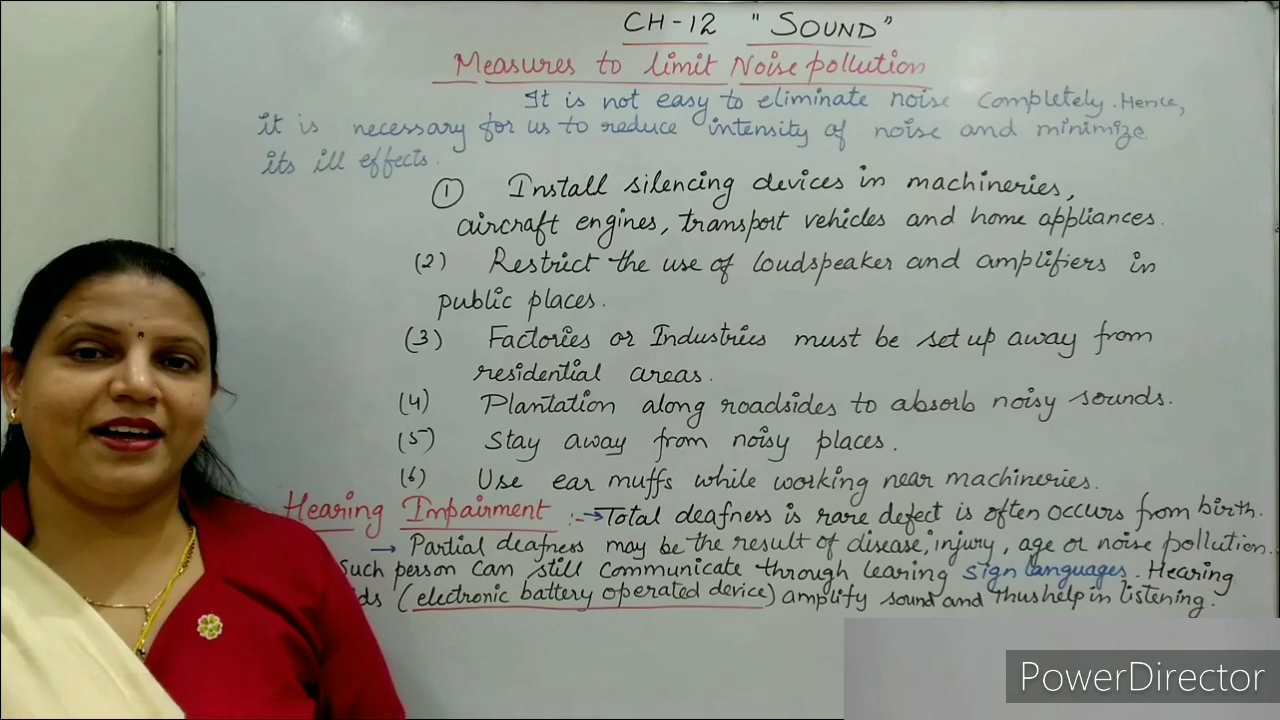 CH-12 "SOUND"
Measures to limit Noise pollution
It is not easy to eliminate noise completely. Hence,
it is necessary for us to reduce intensity of noise and minimize
its ill effects.
① Install silencing devices in machineries,
aircraft engines, transport vehicles and home appliances.
(2) Restrict the use of loudspeaker and amplifiers in
public places.
(3) Factories or Industries must be set up away from
residential areas.
(4) Plantation along roadsides to absorb noisy sounds.
(5) Stay away from noisy places.
(6) Use ear muffs while working near machineries.
Hearing Impairment :- → Total deafness is rare defect is often occurs from birth.
→ Partial deafness may be the result of disease, injury, age or noise pollution.
Such person can still communicate through learing sign languages. Hearing
ds (electronic battery operated device) amplify sound and thus help in listening.
PowerDirector